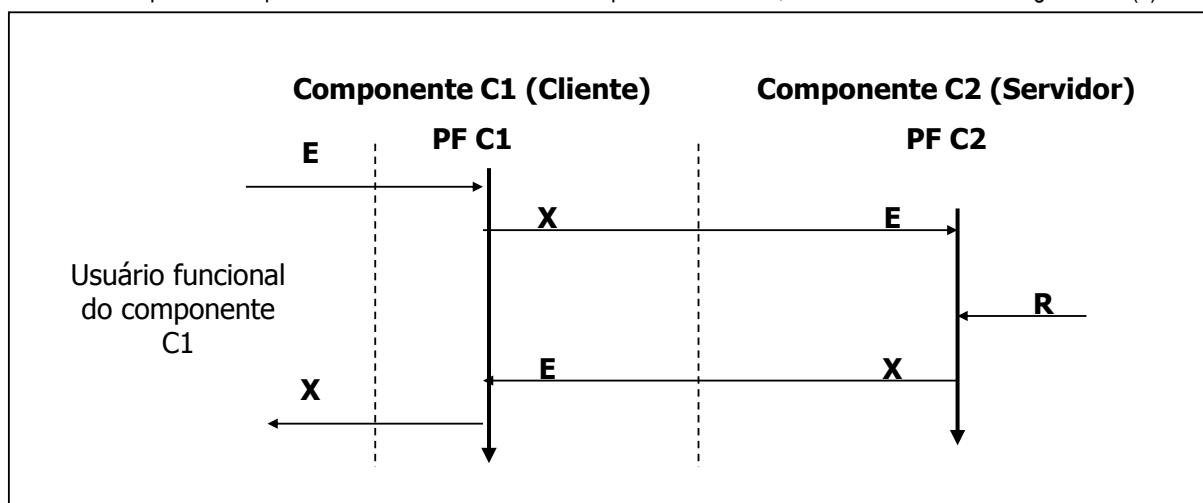 Componente C1 (Cliente)
Componente C2 (Servidor)
PF C1
PF C2
E
X
E
Usuário funcional
do componente
C1
R
E
X
X